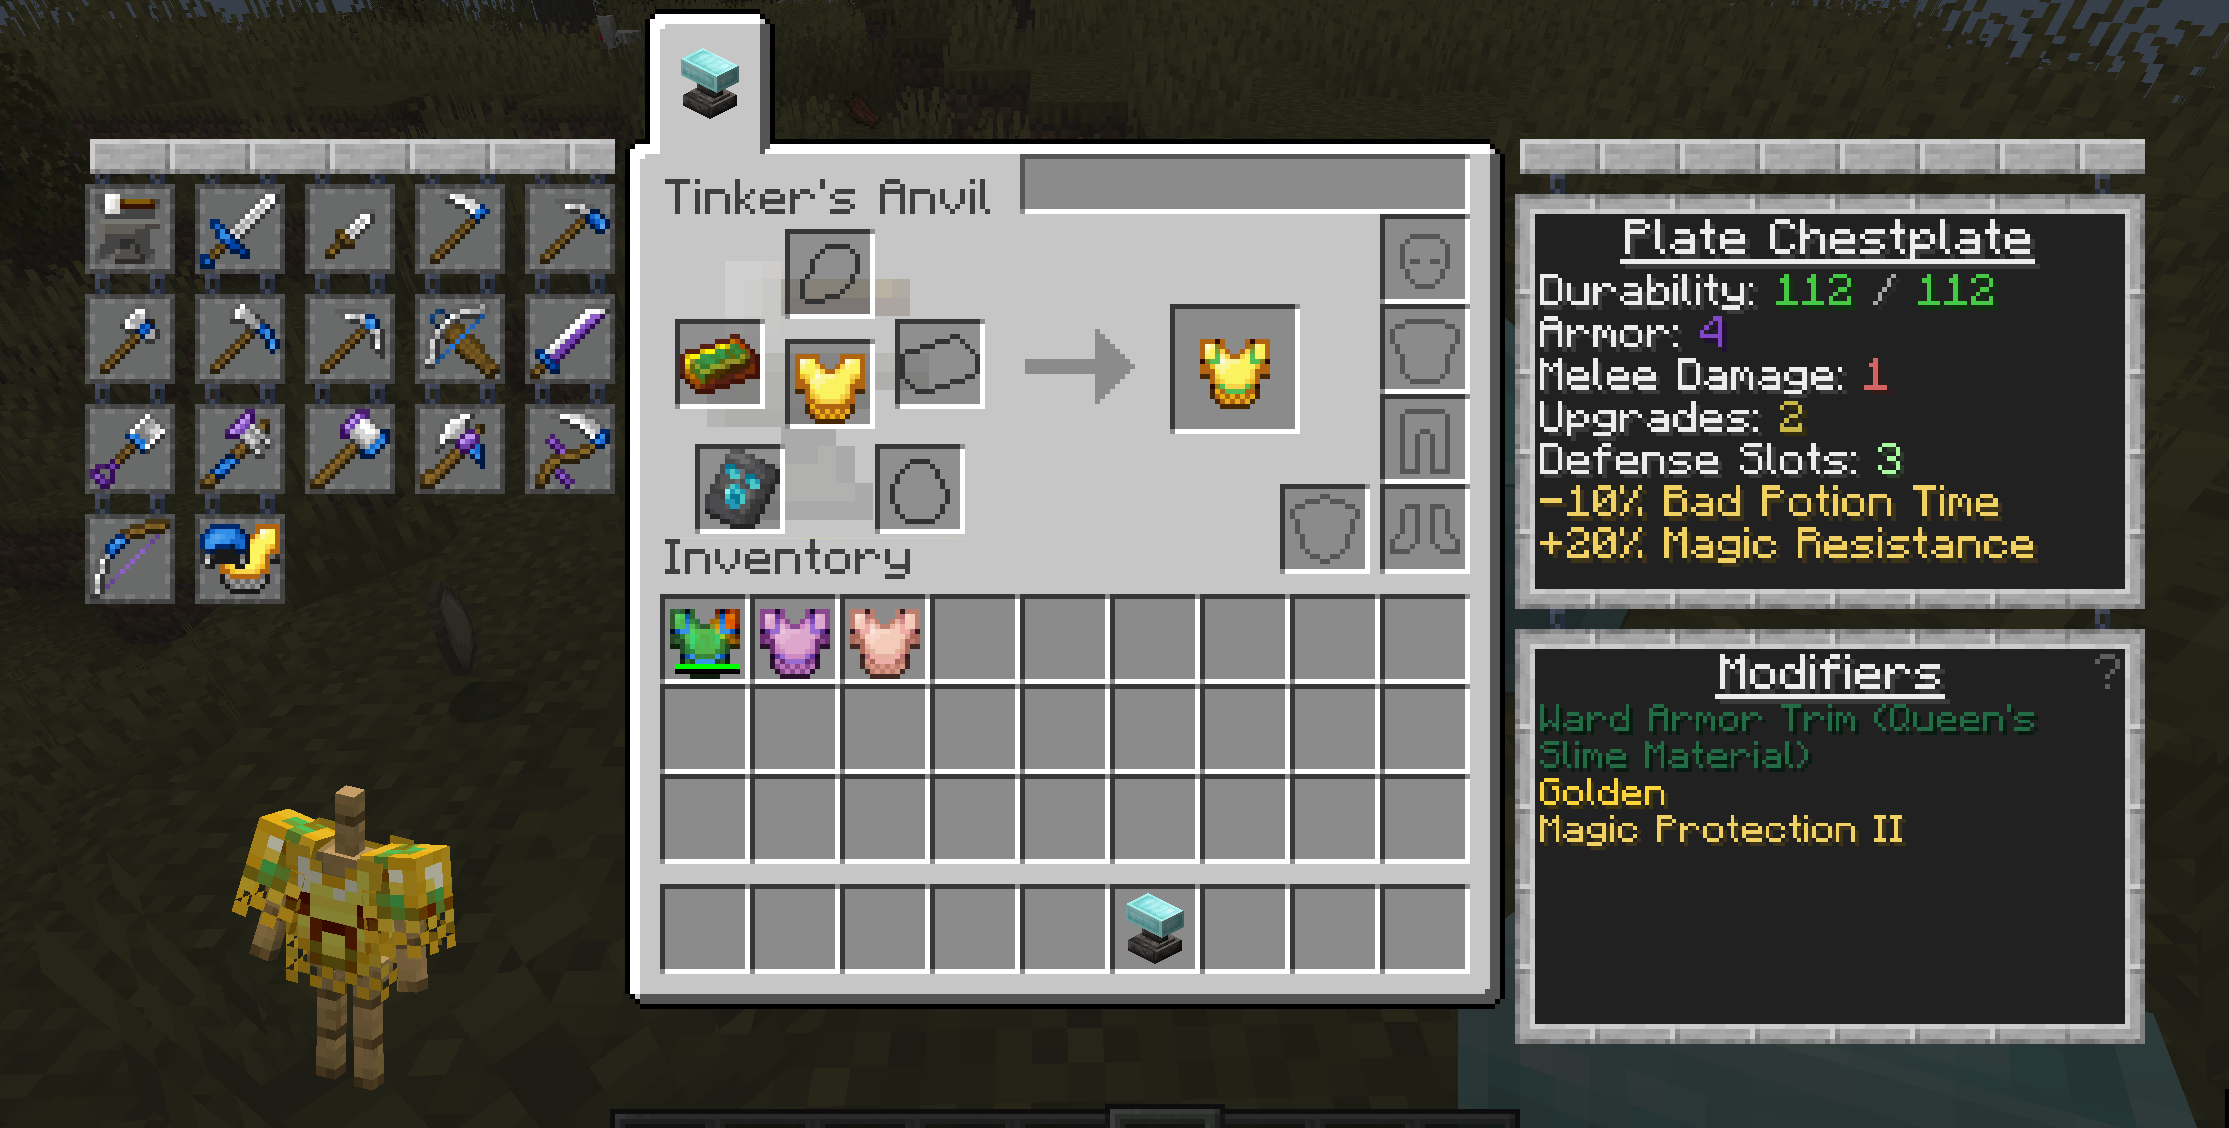 Tinker's Anvil
Inventory
Plate Chestplate
Durability: 112 / 112
Armor: 4
Melee Damage: 1
Upgrades: 2
Defense Slots: 3
-10% Bad Potion Time
+20% Magic Resistance
Modifiers
?
Ward Armor Trim (Queen's
Slime Material)
Golden
Magic Protection II